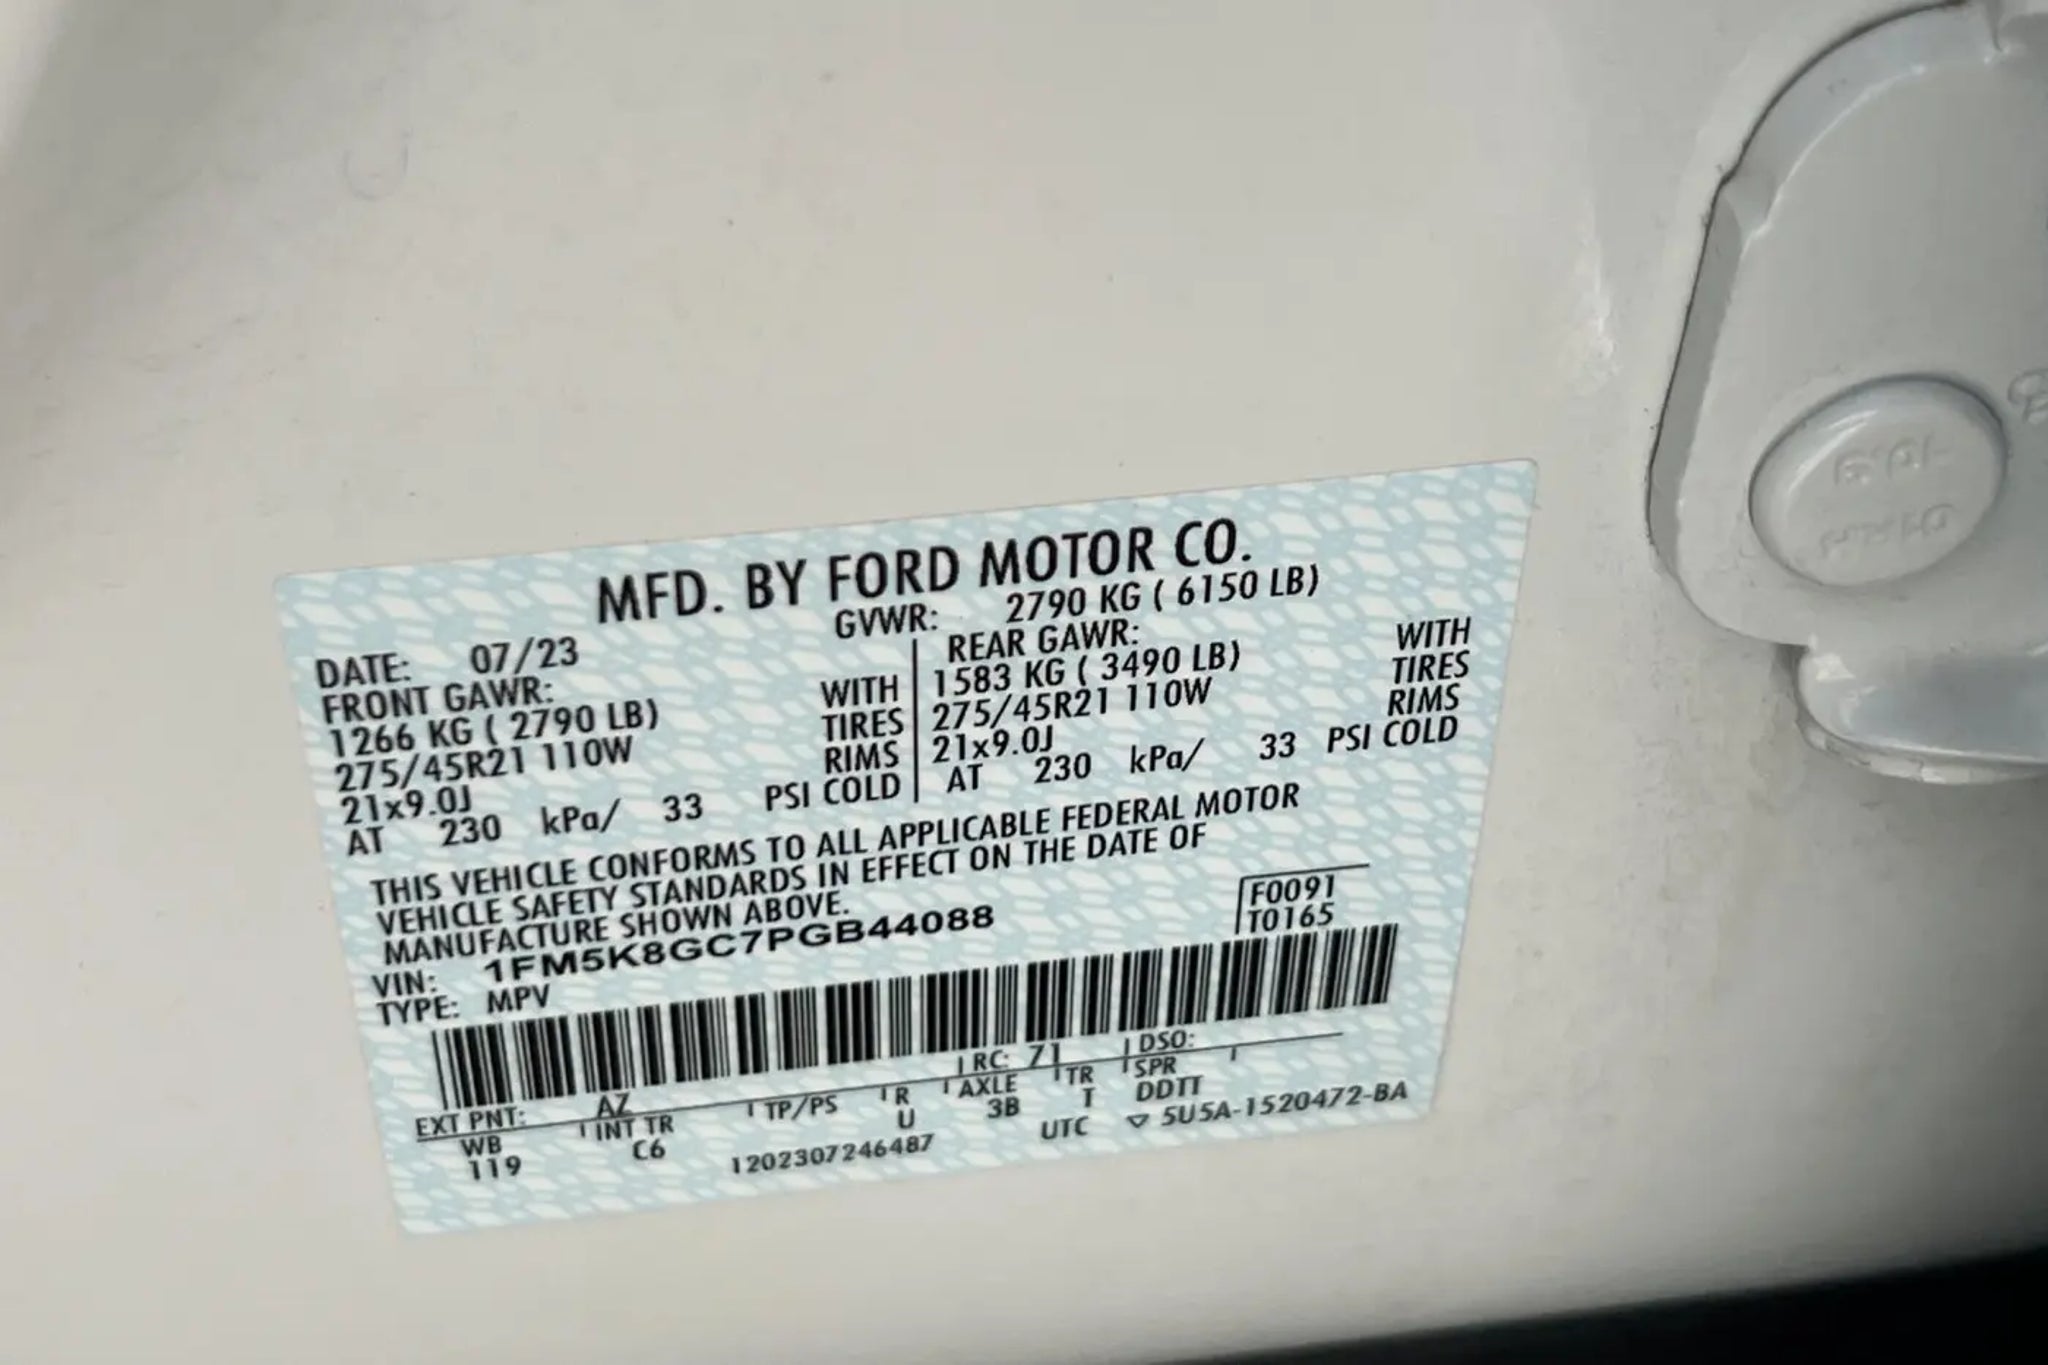 MFD. BY FORD MOTOR CO.
DATE: 07/23 GVWR: 2790 KG ( 6150 LB)
FRONT GAWR:
1266 KG ( 2790 LB) WITH
275/45R21 110W TIRES
21x9.0J RIMS
AT 230 kPa/ 33 PSI COLD
REAR GAWR:
1583 KG ( 3490 LB) WITH
275/45R21 110W TIRES
21x9.0J RIMS
AT 230 kPa/ 33 PSI COLD
THIS VEHICLE CONFORMS TO ALL APPLICABLE FEDERAL MOTOR
VEHICLE SAFETY STANDARDS IN EFFECT ON THE DATE OF
MANUFACTURE SHOWN ABOVE.
F0091
T0165
VIN: 1FM5K8GC7PGB44088
TYPE: MPV
EXT PNT: AZ RC: 71 DSO:
WB INT TR TP/PS R AXLE TR SPR
119 C6 U 3B T DDTT
1202307246487 UTC ▽ 5U5A-1520472-BA